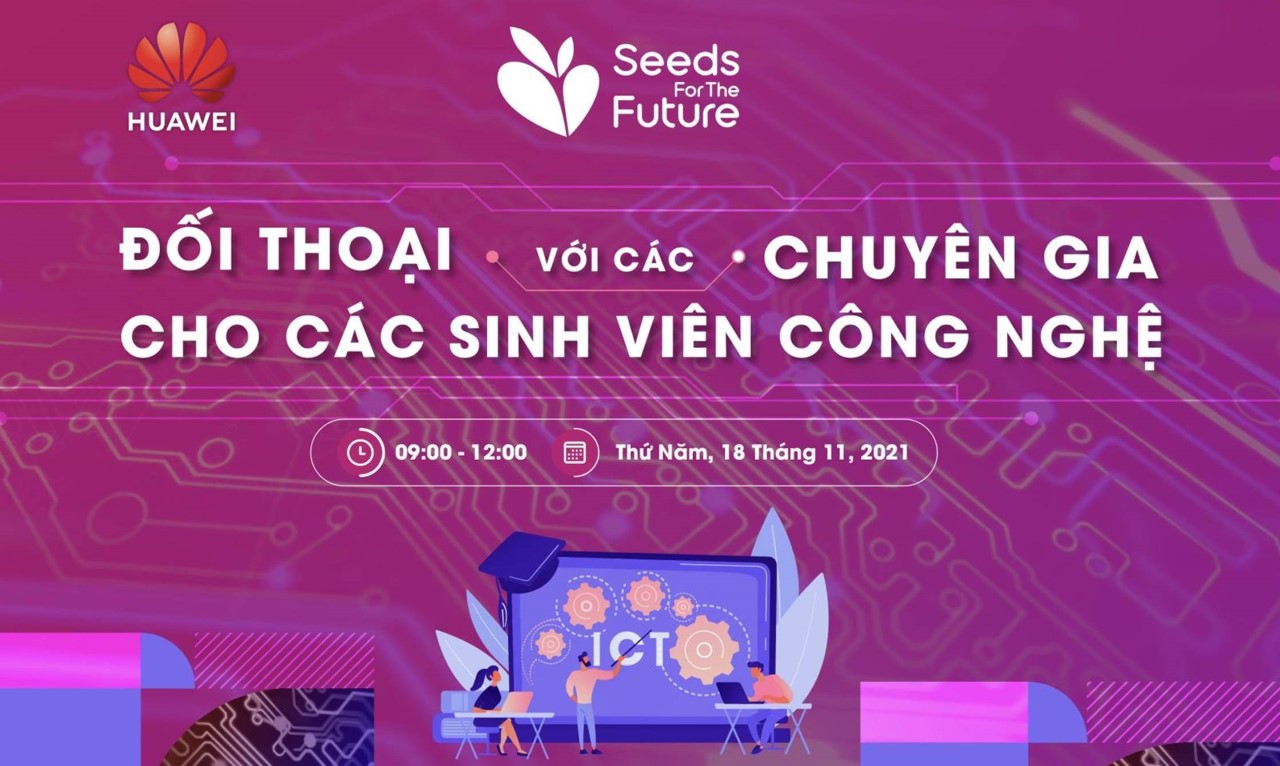 HUAWEI
Seeds
For The
Future
ĐỐI THOẠI VỚI CÁC CHUYÊN GIA
CHO CÁC SINH VIÊN CÔNG NGHỆ
09:00 - 12:00 Thứ Năm, 18 Tháng 11, 2021
ICT